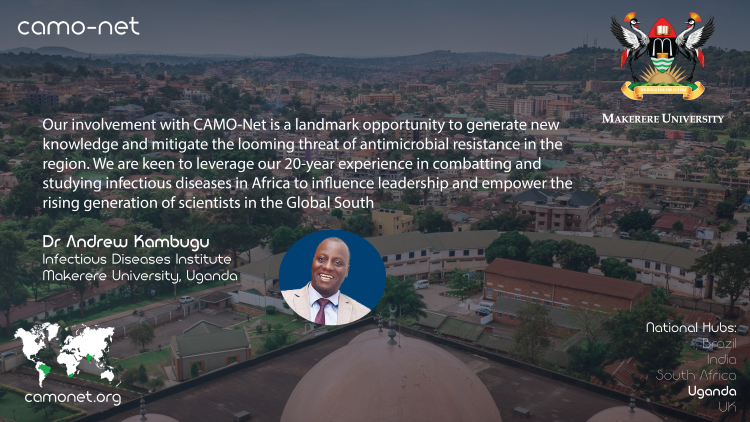 camo-net
MAKERERE UNIVERSITY
Our involvement with CAMO-Net is a landmark opportunity to generate new
knowledge and mitigate the looming threat of antimicrobial resistance in the
region. We are keen to leverage our 20-year experience in combatting and
studying infectious diseases in Africa to influence leadership and empower the
rising generation of scientists in the Global South
Dr Andrew Kambugu
Infectious Diseases Institute
Makerere University, Uganda
camonet.org
National Hubs:
Brazil
India
South Africa
Uganda
UK